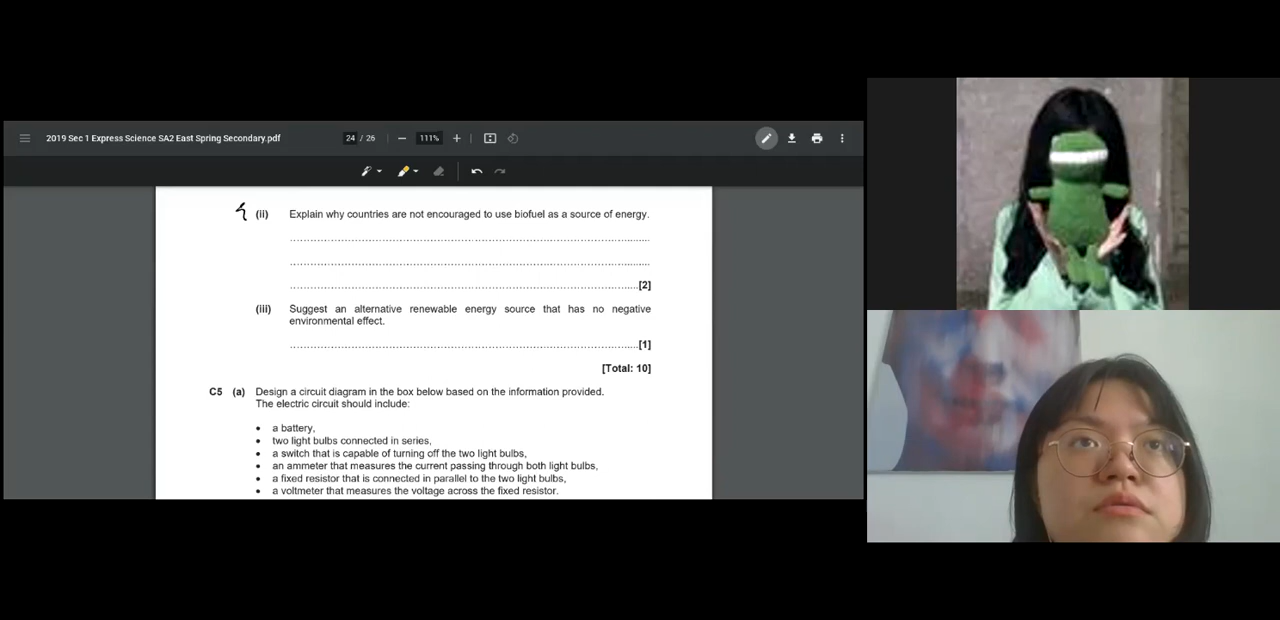 2019 Sec 1 Express Science SA2 East Spring Secondary.pdf
24 / 26
111%
(ii) Explain why countries are not encouraged to use biofuel as a source of energy.
[2]
(iii) Suggest an alternative renewable energy source that has no negative
environmental effect.
[1]
[Total: 10]
C5 (a) Design a circuit diagram in the box below based on the information provided.
The electric circuit should include:
• a battery,
• two light bulbs connected in series,
• a switch that is capable of turning off the two light bulbs,
• an ammeter that measures the current passing through both light bulbs,
• a fixed resistor that is connected in parallel to the two light bulbs,
• a voltmeter that measures the voltage across the fixed resistor.